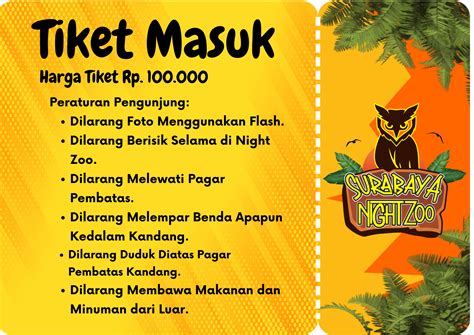 Tiket Masuk
Harga Tiket Rp. 100.000
Peraturan Pengunjung:
• Dilarang Foto Menggunakan Flash.
• Dilarang Berisik Selama di Night
Zoo.
• Dilarang Melewati Pagar
Pembatas.
• Dilarang Melempar Benda Apapun
Kedalam Kandang.
• Dilarang Duduk Diatas Pagar
Pembatas Kandang.
• Dilarang Membawa Makanan dan
Minuman dari Luar.
SURABAYA
NIGHT ZOO